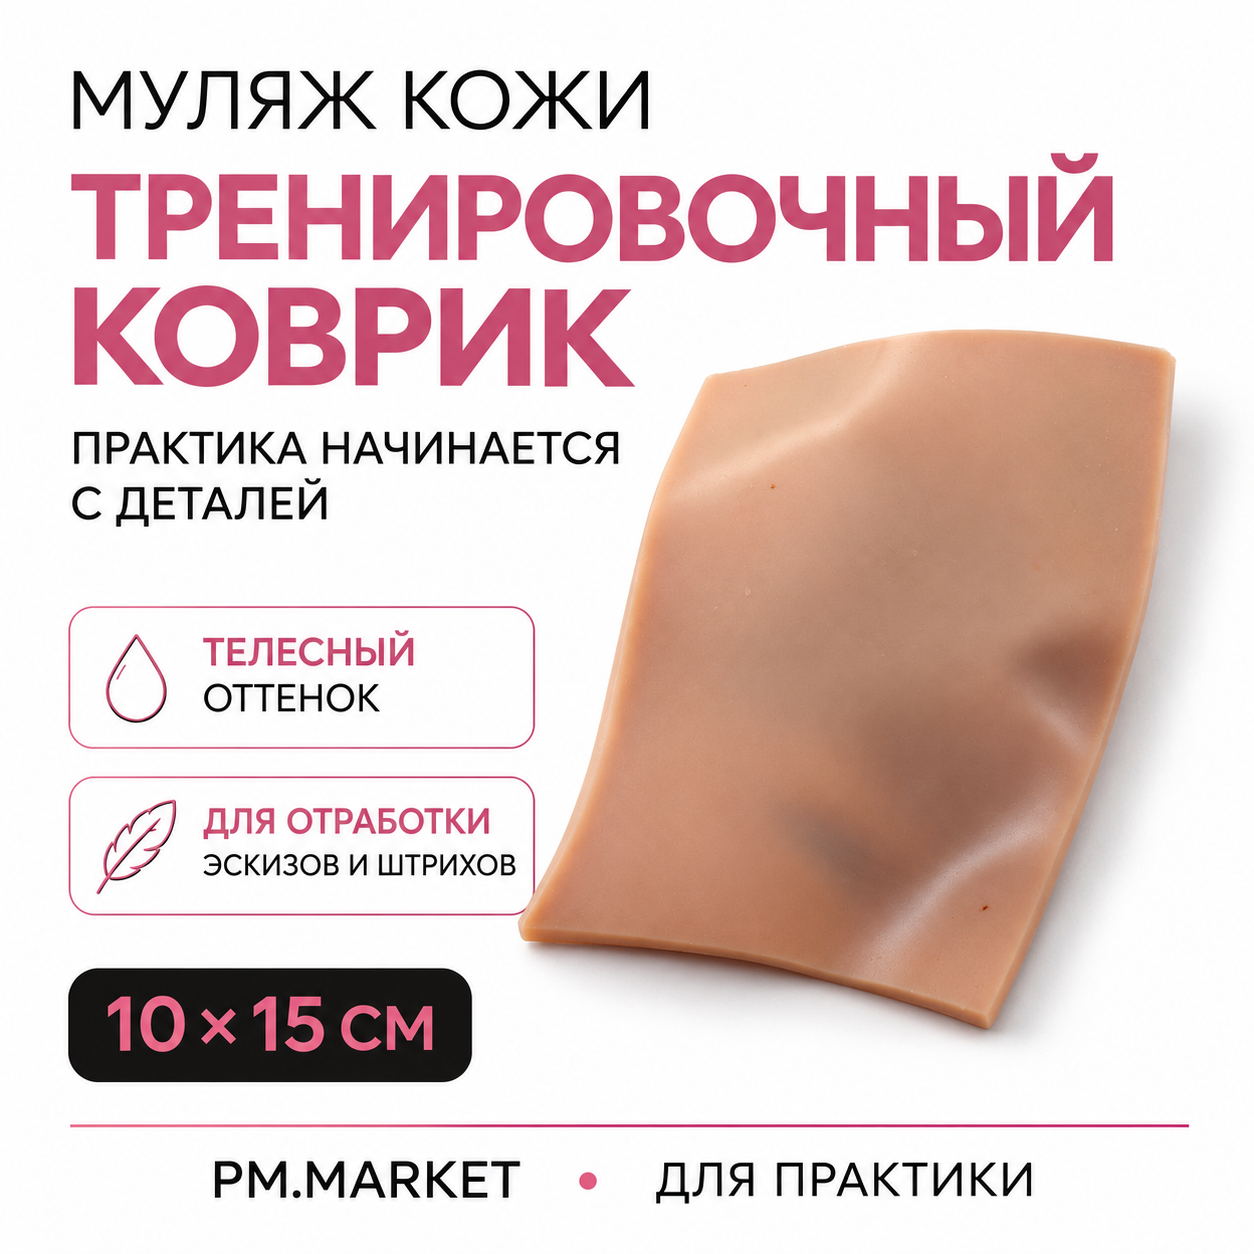 МУЛЯЖ КОЖИ
ТРЕНИРОВОЧНЫЙ
КОВРИК
ПРАКТИКА НАЧИНАЕТСЯ
С ДЕТАЛЕЙ
ТЕЛЕСНЫЙ
ОТТЕНОК
ДЛЯ ОТРАБОТКИ
ЭСКИЗОВ И ШТРИХОВ
10 × 15 СМ
PM.MARKET • ДЛЯ ПРАКТИКИ